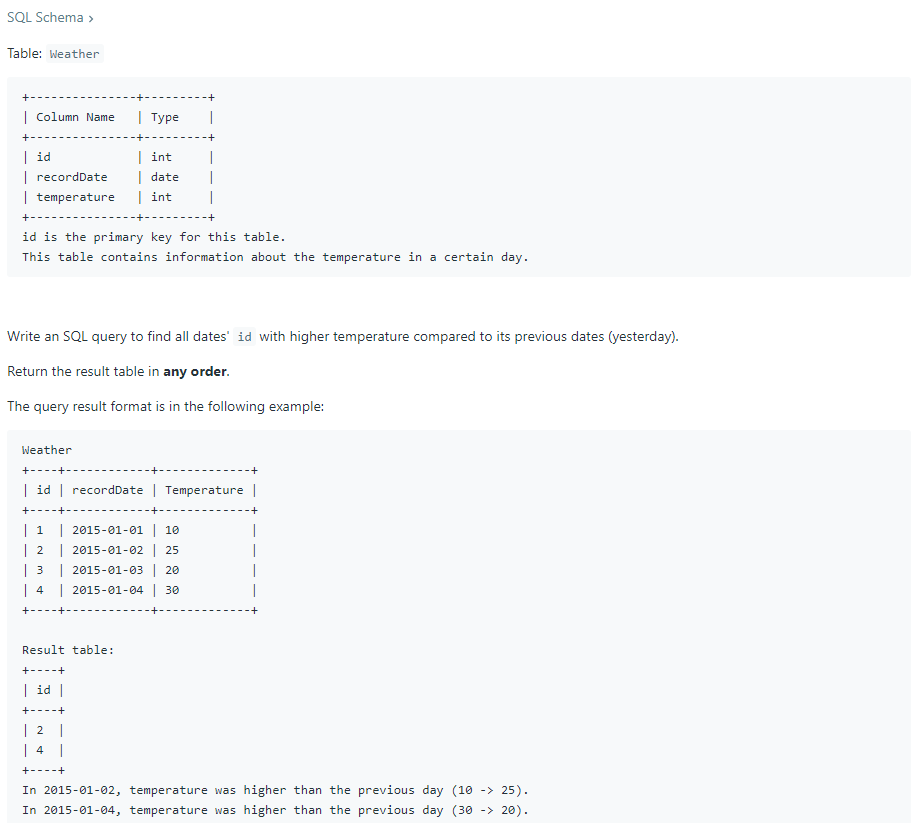 SQL Schema ›
Table: Weather
+---------------+---------+
| Column Name   | Type    |
+---------------+---------+
| id            | int     |
| recordDate    | date    |
| temperature   | int     |
+---------------+---------+
id is the primary key for this table.
This table contains information about the temperature in a certain day.
Write an SQL query to find all dates' id with higher temperature compared to its previous dates (yesterday).
Return the result table in any order.
The query result format is in the following example:
Weather
+----+------------+-------------+
| id | recordDate | Temperature |
+----+------------+-------------+
| 1  | 2015-01-01 | 10          |
| 2  | 2015-01-02 | 25          |
| 3  | 2015-01-03 | 20          |
| 4  | 2015-01-04 | 30          |
+----+------------+-------------+
Result table:
+----+
| id |
+----+
| 2  |
| 4  |
+----+
In 2015-01-02, temperature was higher than the previous day (10 -> 25).
In 2015-01-04, temperature was higher than the previous day (30 -> 20).